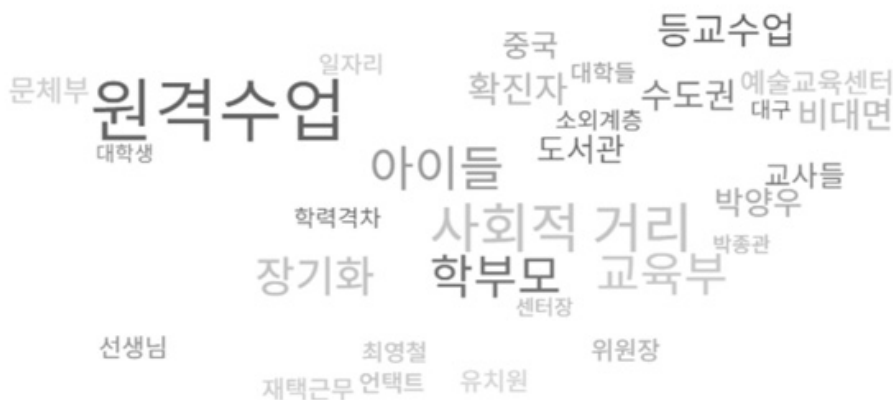 등교수업
중국
일자리
대학들
예술교육센터
문체부
원격수업
확진자
수도권
대구
비대면
소외계층
대학생
아이들
도서관
교사들
박양우
학력격차
사회적 거리
박종관
장기화
학부모
교육부
센터장
선생님
최영철
위원장
재택근무
언택트
유치원